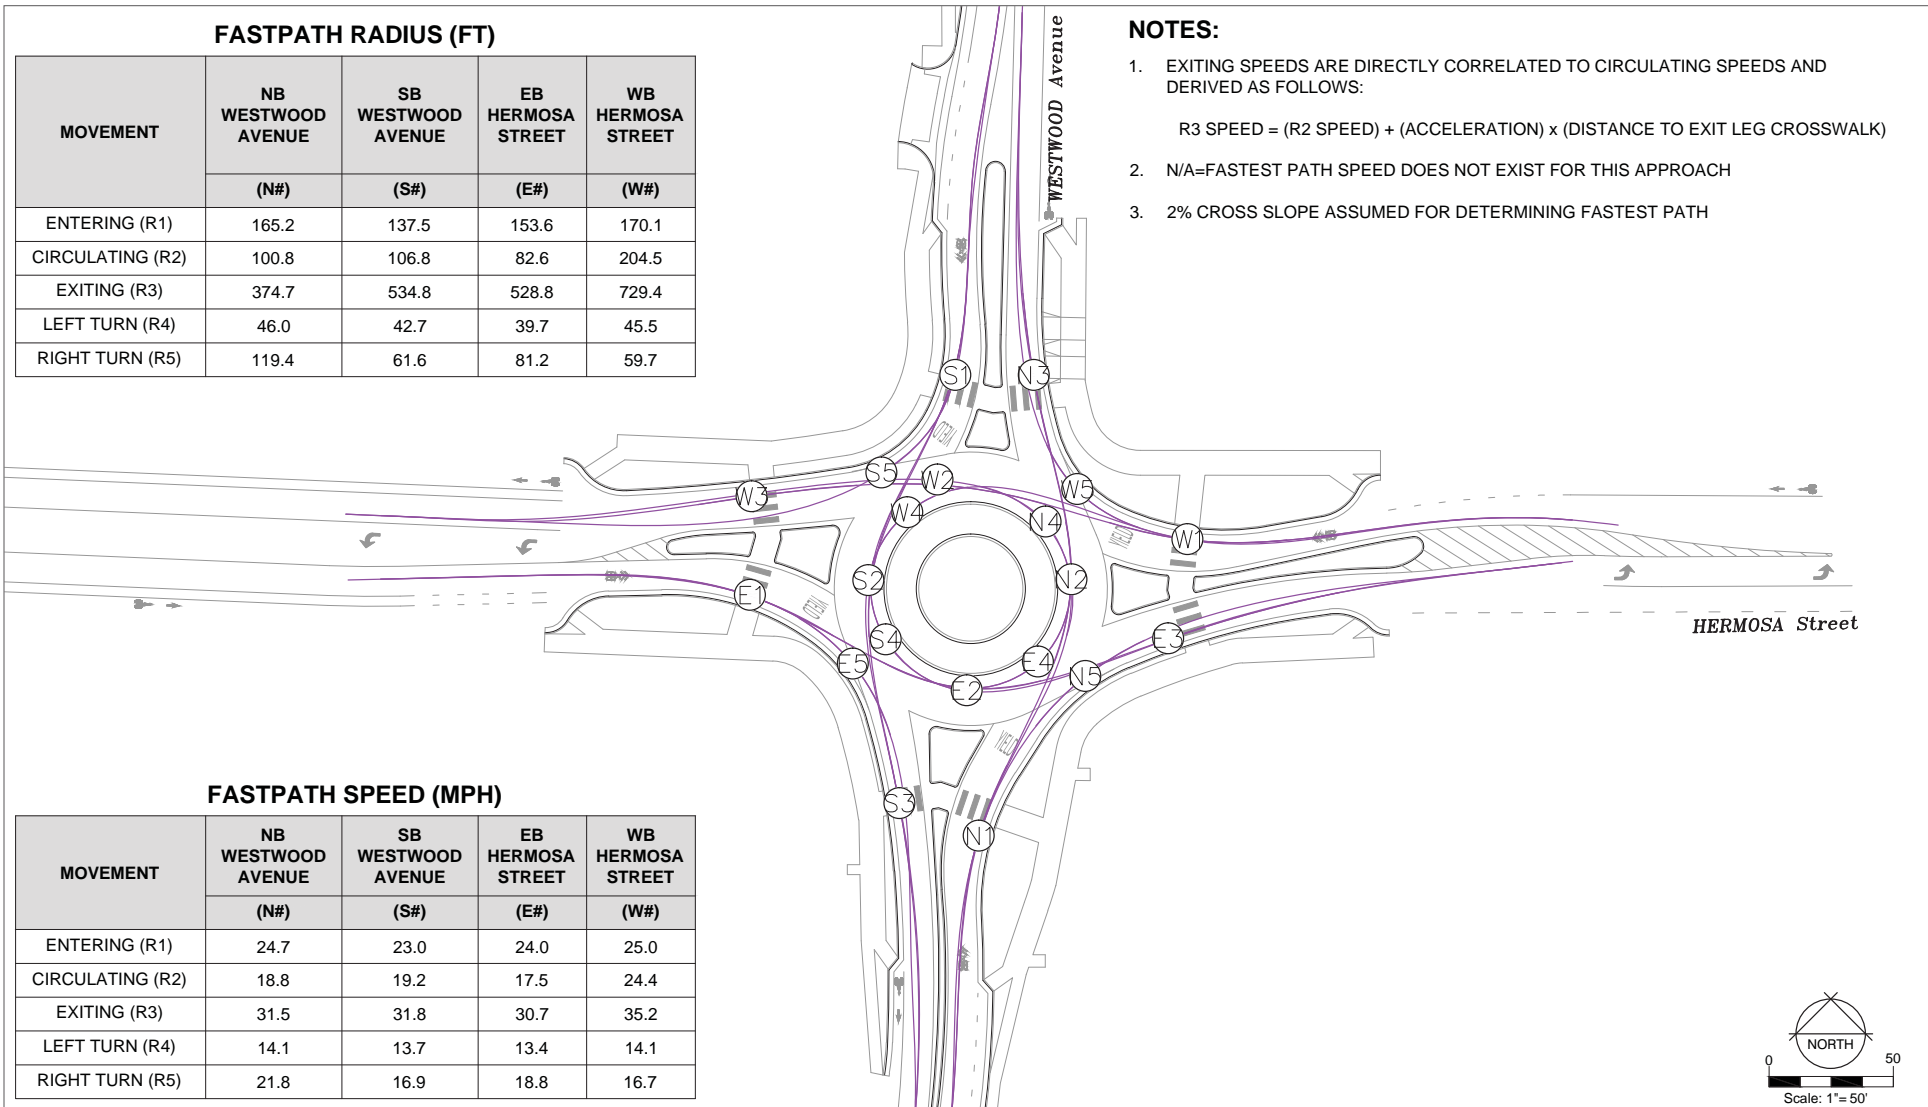 FASTPATH RADIUS (FT)
MOVEMENT
NB WESTWOOD AVENUE
SB WESTWOOD AVENUE
EB HERMOSA STREET
WB HERMOSA STREET
(N#) (S#) (E#) (W#)
ENTERING (R1) 165.2 137.5 153.6 170.1
CIRCULATING (R2) 100.8 106.8 82.6 204.5
EXITING (R3) 374.7 534.8 528.8 729.4
LEFT TURN (R4) 46.0 42.7 39.7 45.5
RIGHT TURN (R5) 119.4 61.6 81.2 59.7
WESTWOOD Avenue
NOTES:
1. EXITING SPEEDS ARE DIRECTLY CORRELATED TO CIRCULATING SPEEDS AND
DERIVED AS FOLLOWS:
R3 SPEED = (R2 SPEED) + (ACCELERATION) x (DISTANCE TO EXIT LEG CROSSWALK)
2. N/A=FASTEST PATH SPEED DOES NOT EXIST FOR THIS APPROACH
3. 2% CROSS SLOPE ASSUMED FOR DETERMINING FASTEST PATH
S1
N3
YIELD
S5
W2
W5
W3
W4
N4
YIELD
W1
S2
N2
E1
YIELD
S4
E5
E4
E3
N5
E2
YIELD
S3
N1
HERMOSA Street
FASTPATH SPEED (MPH)
MOVEMENT
NB WESTWOOD AVENUE
SB WESTWOOD AVENUE
EB HERMOSA STREET
WB HERMOSA STREET
(N#) (S#) (E#) (W#)
ENTERING (R1) 24.7 23.0 24.0 25.0
CIRCULATING (R2) 18.8 19.2 17.5 24.4
EXITING (R3) 31.5 31.8 30.7 35.2
LEFT TURN (R4) 14.1 13.7 13.4 14.1
RIGHT TURN (R5) 21.8 16.9 18.8 16.7
NORTH
0 50
Scale: 1"= 50'